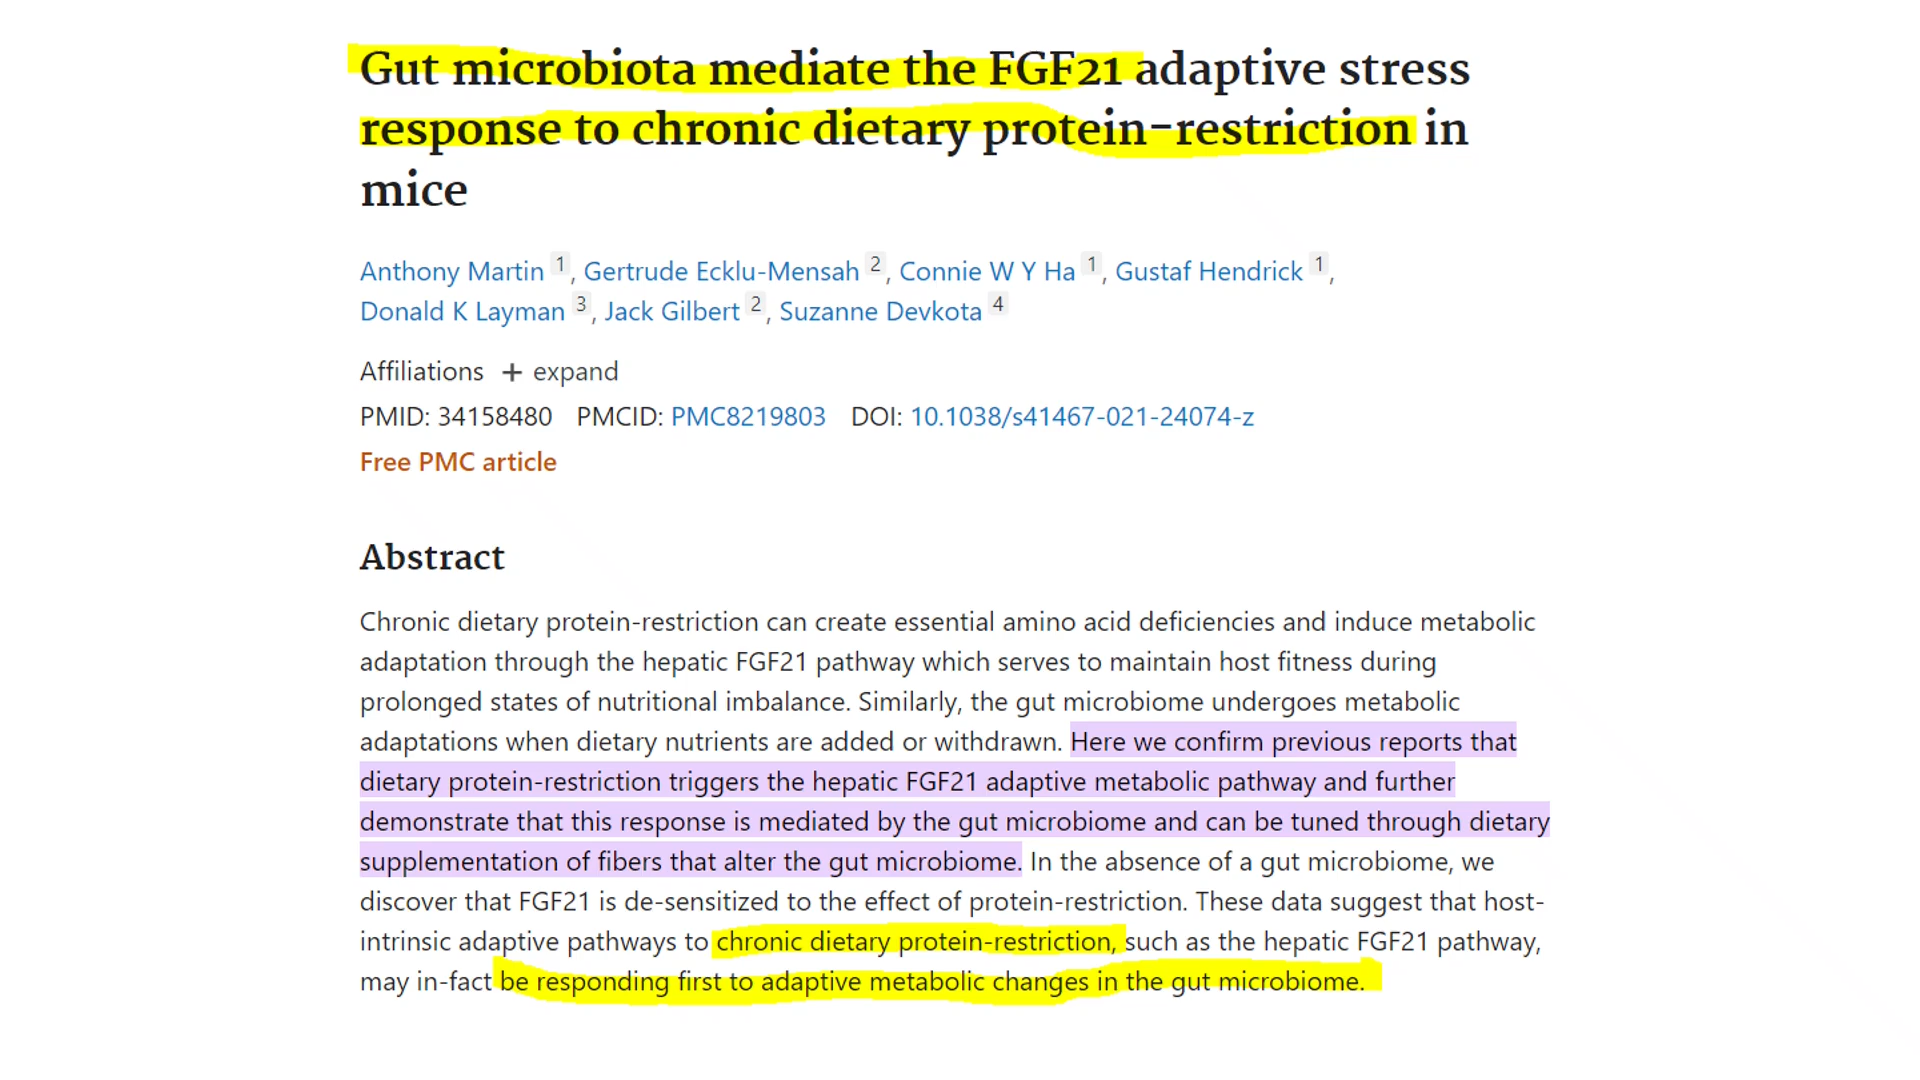 Gut microbiota mediate the FGF21 adaptive stress
response to chronic dietary protein-restriction in
mice
Anthony Martin 1, Gertrude Ecklu-Mensah 2, Connie W Y Ha 1, Gustaf Hendrick 1,
Donald K Layman 3, Jack Gilbert 2, Suzanne Devkota 4
Affiliations + expand
PMID: 34158480 PMCID: PMC8219803 DOI: 10.1038/s41467-021-24074-z
Free PMC article
Abstract
Chronic dietary protein-restriction can create essential amino acid deficiencies and induce metabolic
adaptation through the hepatic FGF21 pathway which serves to maintain host fitness during
prolonged states of nutritional imbalance. Similarly, the gut microbiome undergoes metabolic
adaptations when dietary nutrients are added or withdrawn. Here we confirm previous reports that
dietary protein-restriction triggers the hepatic FGF21 adaptive metabolic pathway and further
demonstrate that this response is mediated by the gut microbiome and can be tuned through dietary
supplementation of fibers that alter the gut microbiome. In the absence of a gut microbiome, we
discover that FGF21 is de-sensitized to the effect of protein-restriction. These data suggest that host-
intrinsic adaptive pathways to chronic dietary protein-restriction, such as the hepatic FGF21 pathway,
may in-fact be responding first to adaptive metabolic changes in the gut microbiome.